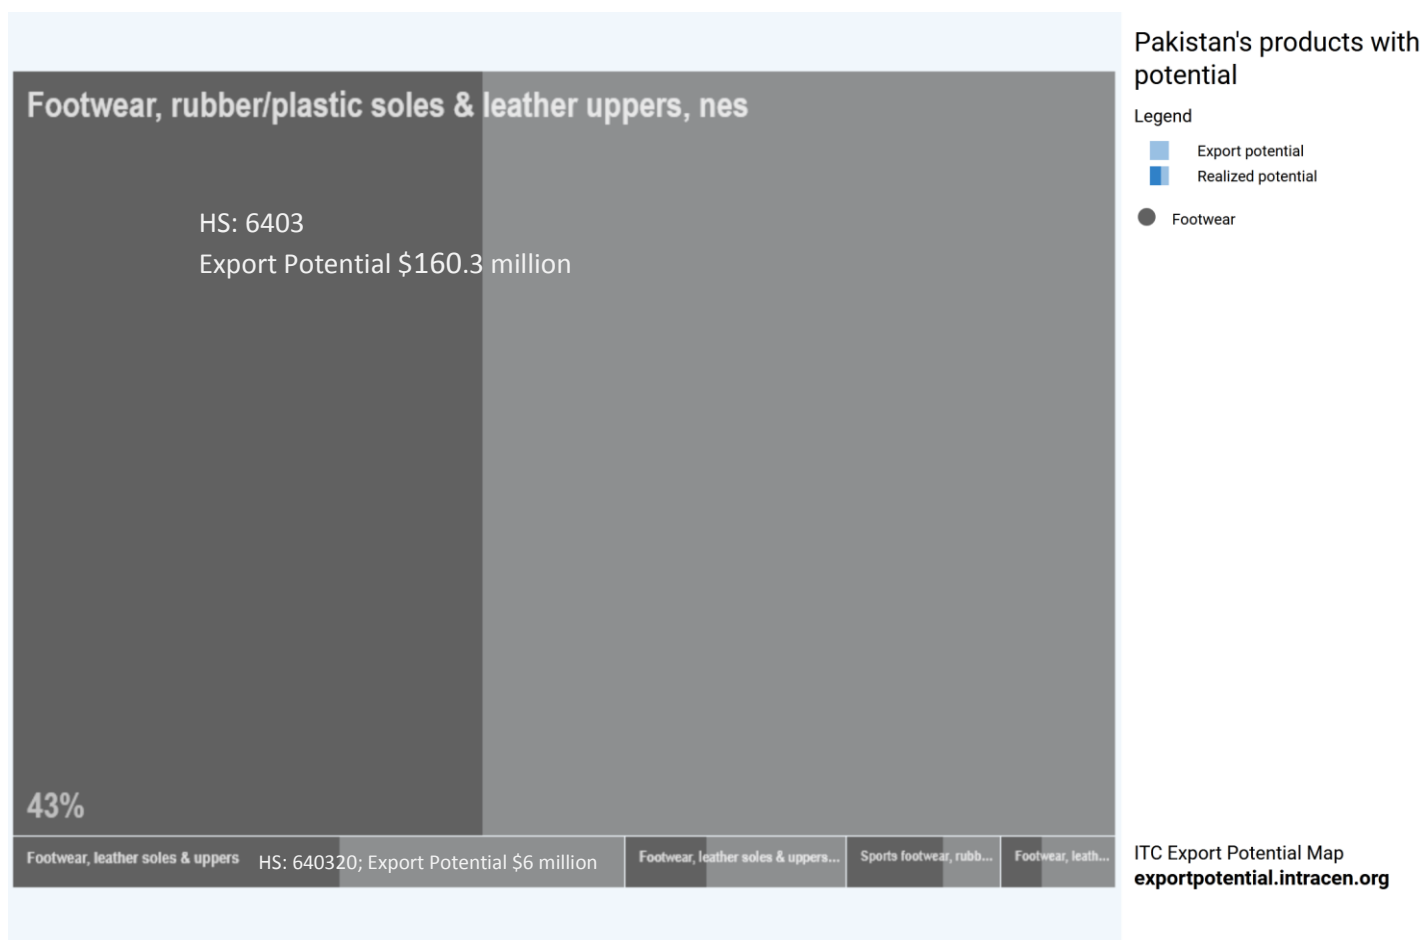 Pakistan's products with
potential
Legend
Export potential
Realized potential
Footwear
Footwear, rubber/plastic soles & leather uppers, nes
HS: 6403
Export Potential $160.3 million
43%
Footwear, leather soles & uppers
HS: 640320; Export Potential $6 million
Footwear, leather soles & uppers...
Sports footwear, rubb...
Footwear, leath...
ITC Export Potential Map
exportpotential.intracen.org